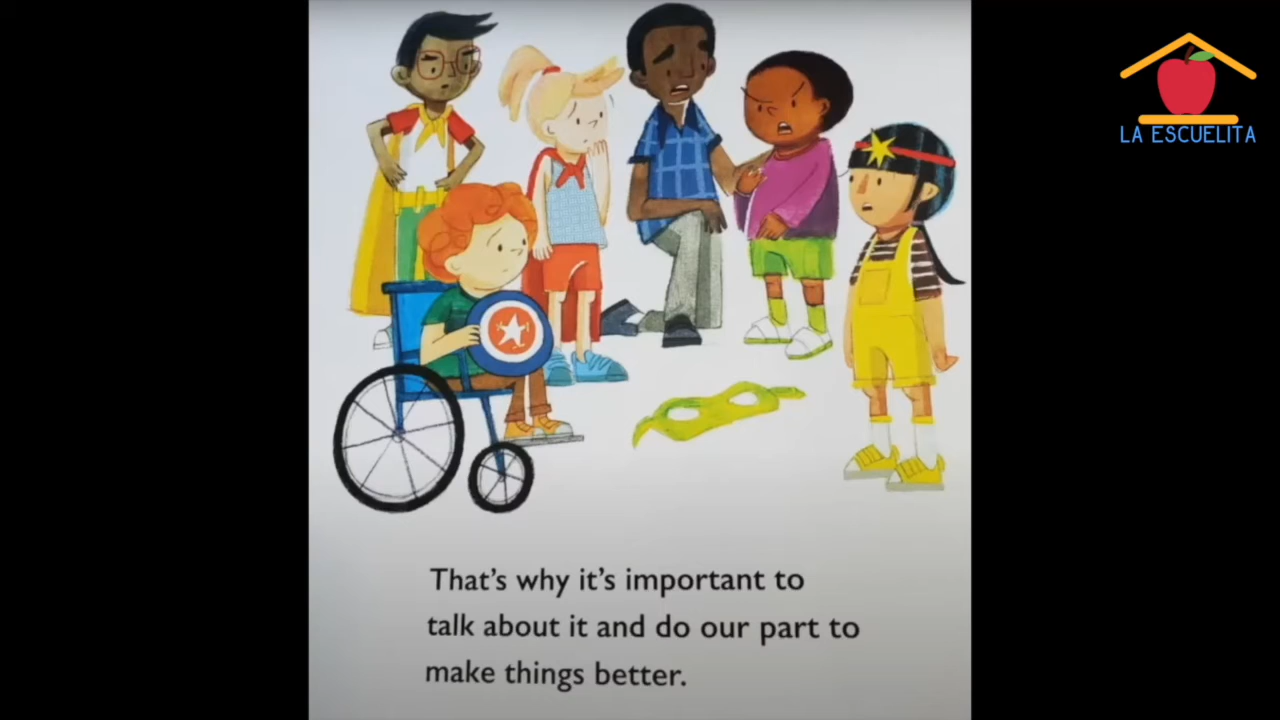 LA ESCUELITA
That's why it's important to
talk about it and do our part to
make things better.